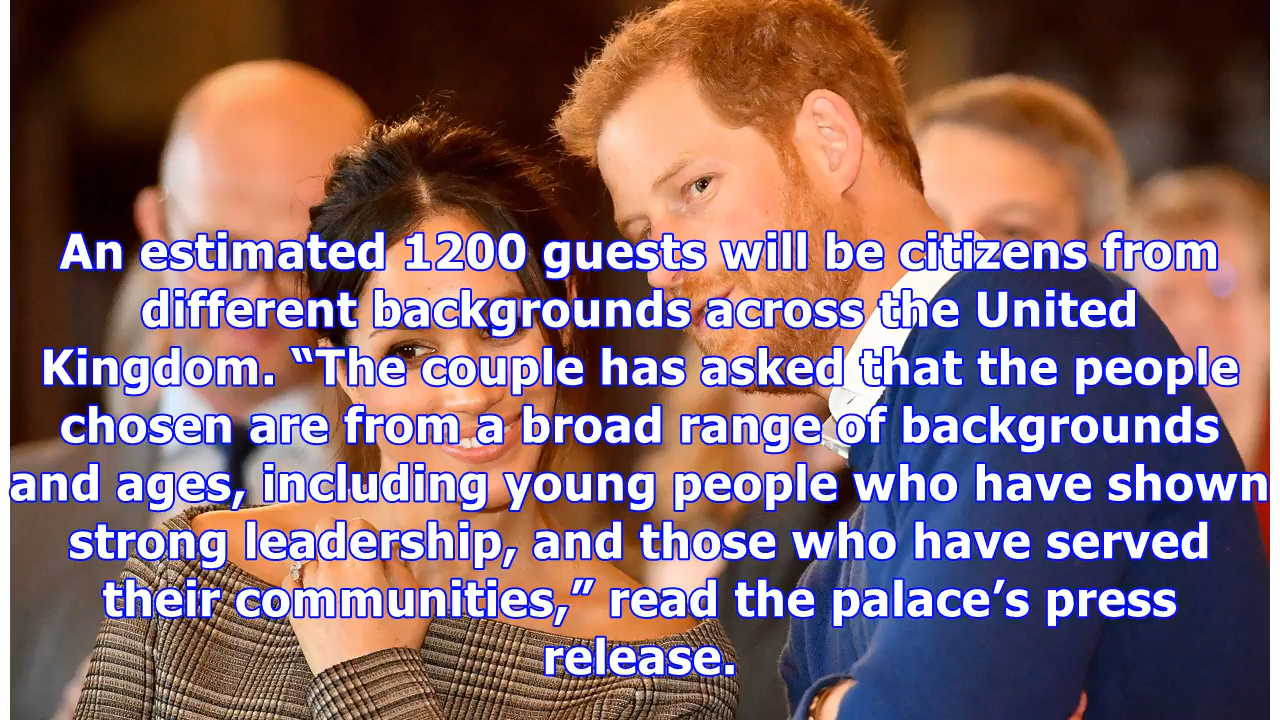 An estimated 1200 guests will be citizens from
different backgrounds across the United
Kingdom. “The couple has asked that the people
chosen are from a broad range of backgrounds
and ages, including young people who have shown
strong leadership, and those who have served
their communities,” read the palace’s press
release.